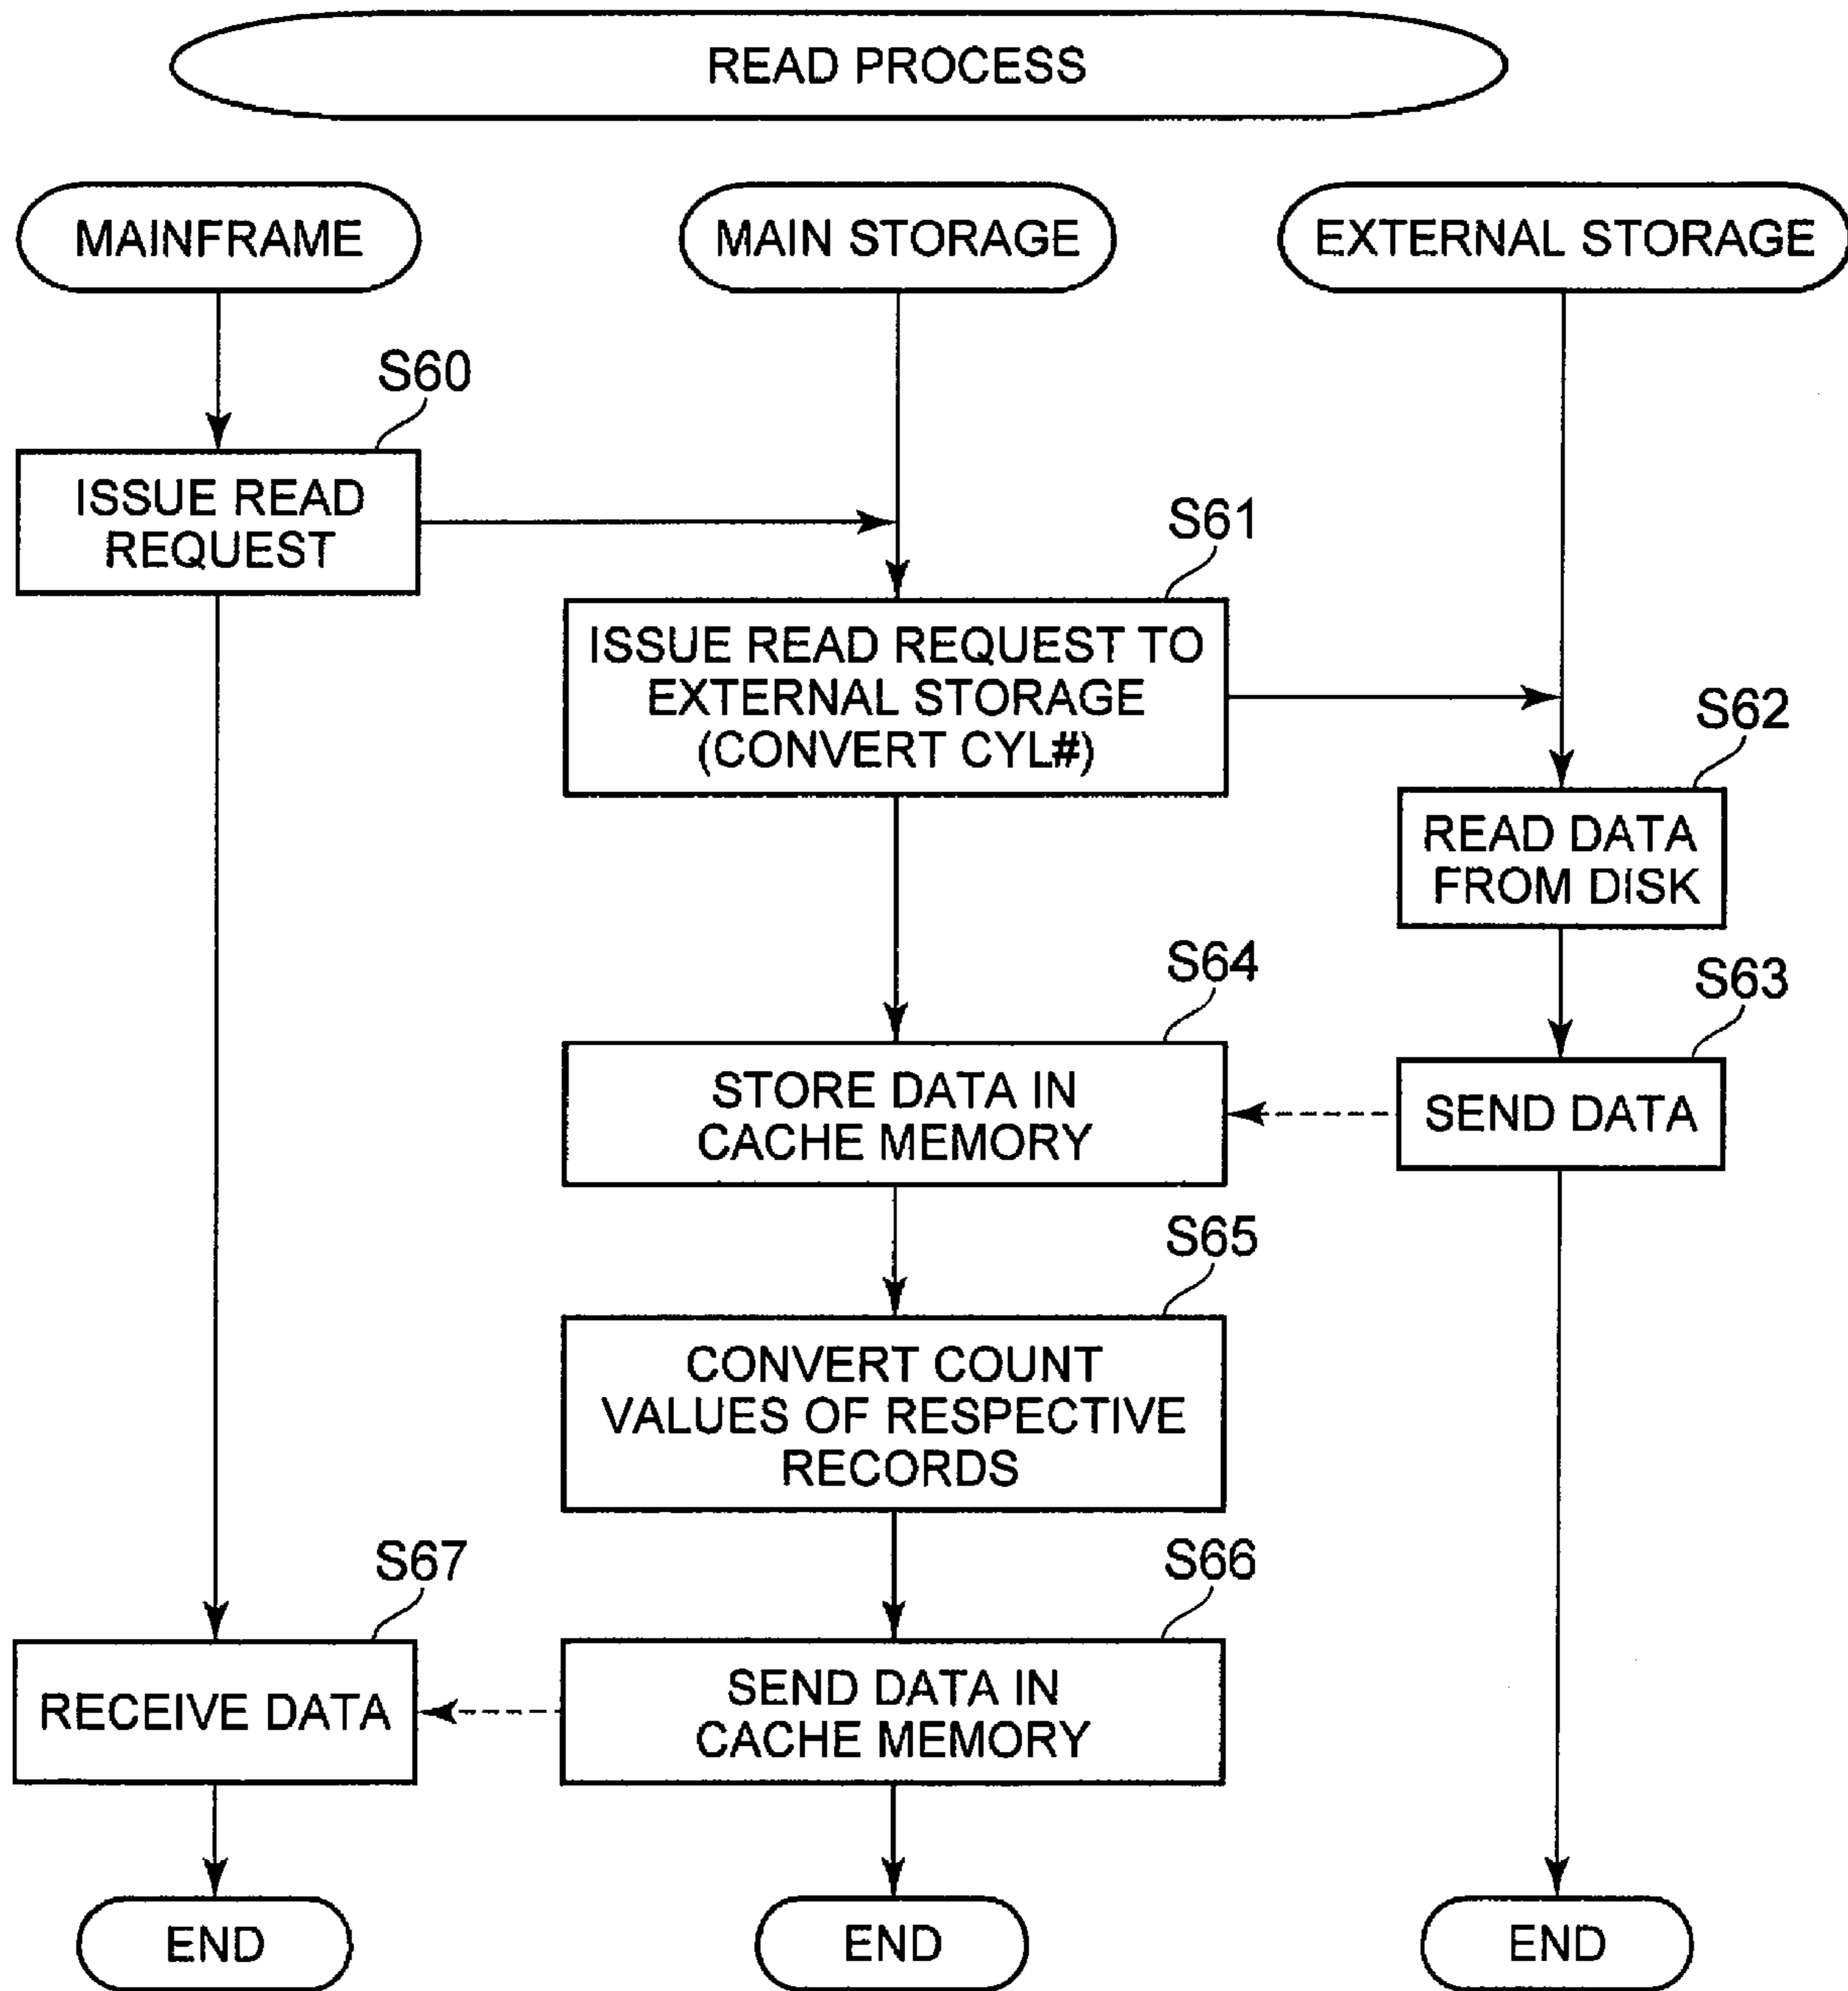 READ PROCESS
MAINFRAME
MAIN STORAGE
EXTERNAL STORAGE
S60
ISSUE READ
REQUEST
S61
ISSUE READ REQUEST TO
EXTERNAL STORAGE
(CONVERT CYL#)
S62
READ DATA
FROM DISK
S63
SEND DATA
S64
STORE DATA IN
CACHE MEMORY
S65
CONVERT COUNT
VALUES OF RESPECTIVE
RECORDS
S66
SEND DATA IN
CACHE MEMORY
S67
RECEIVE DATA
END
END
END